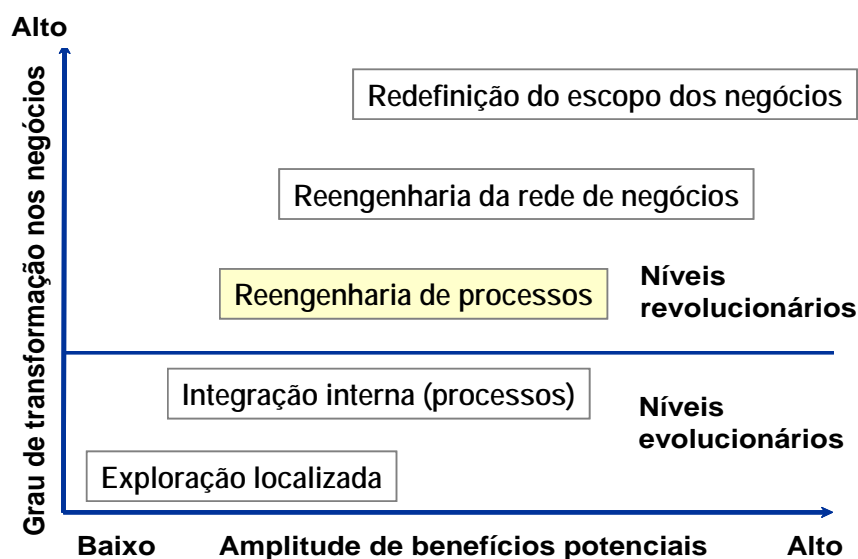 Alto
Grau de transformação nos negócios
Redefinição do escopo dos negócios
Reengenharia da rede de negócios
Reengenharia de processos
Níveis
revolucionários
Integração interna (processos)
Níveis
evolucionários
Exploração localizada
Baixo
Amplitude de benefícios potenciais
Alto